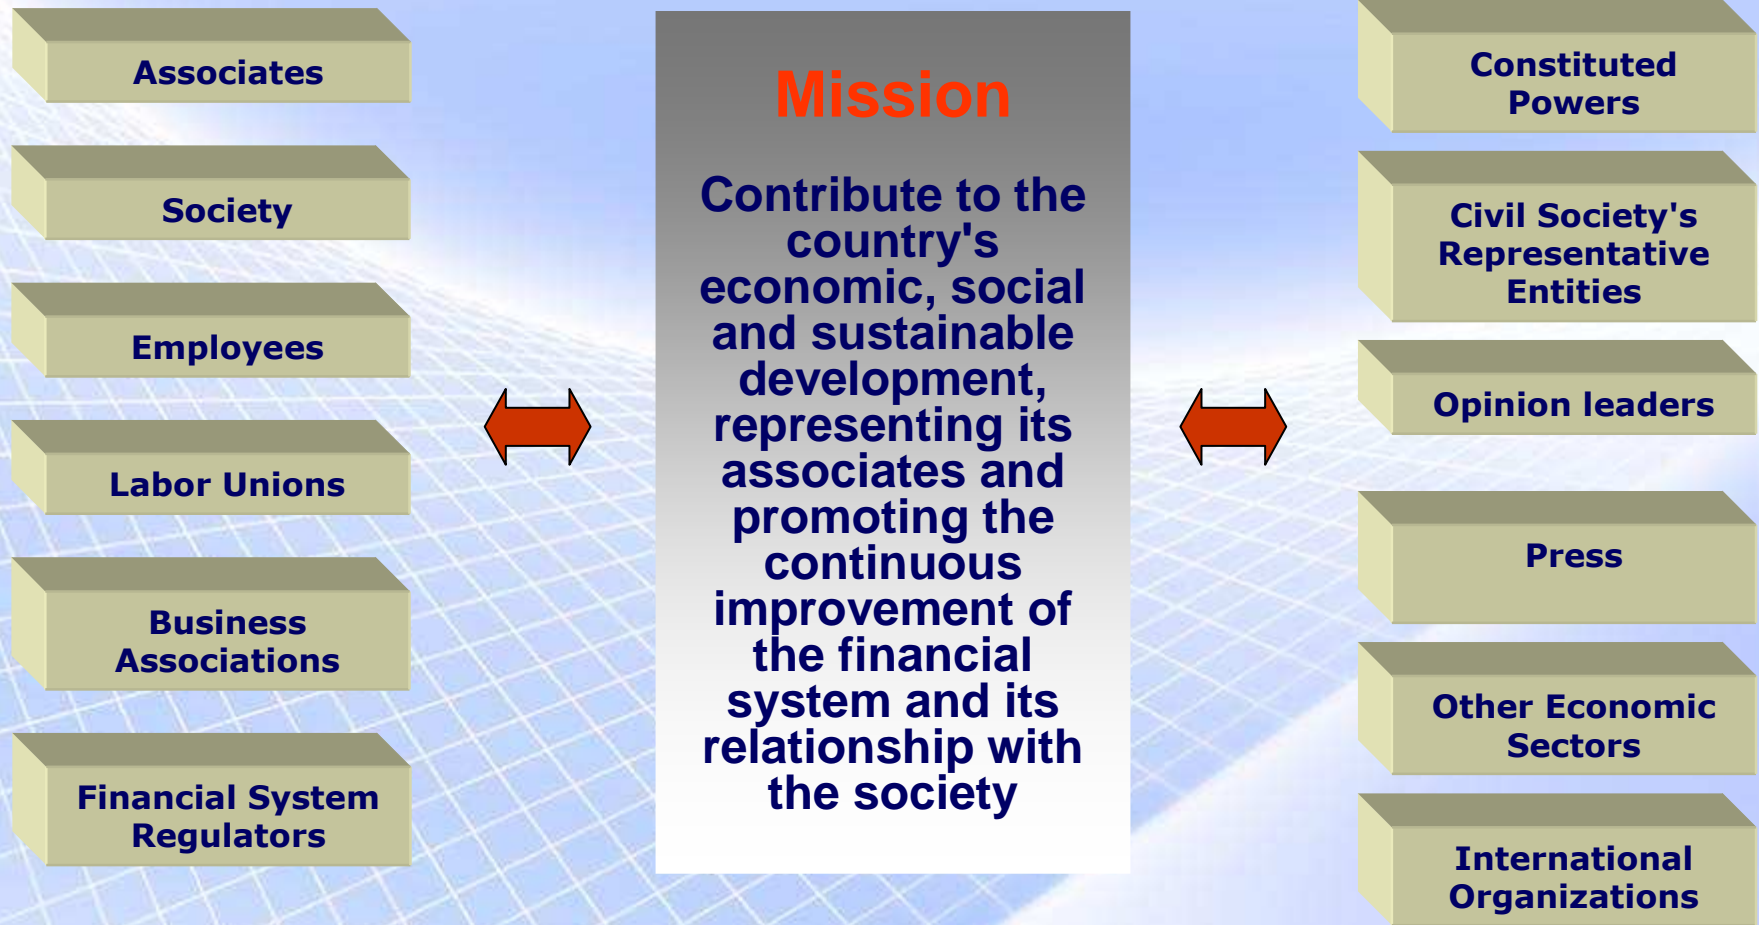 Associates
Society
Employees
Labor Unions
Business
Associations
Financial System
Regulators
Mission
Contribute to the
country's
economic, social
and sustainable
development,
representing its
associates and
promoting the
continuous
improvement of
the financial
system and its
relationship with
the society
Constituted
Powers
Civil Society's
Representative
Entities
Opinion leaders
Press
Other Economic
Sectors
International
Organizations